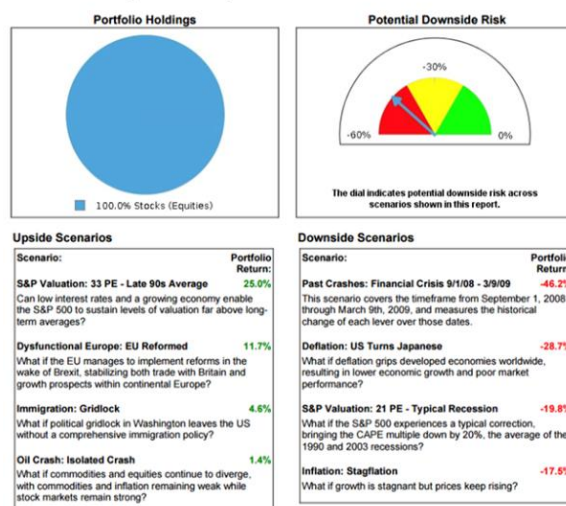 Portfolio Holdings
100.0% Stocks (Equities)
Potential Downside Risk
-30%
-60%
0%
The dial indicates potential downside risk across
scenarios shown in this report.
Upside Scenarios
Scenario: Portfolio
Return:
S&P Valuation: 33 PE - Late 90s Average 25.0%
Can low interest rates and a growing economy enable
the S&P 500 to sustain levels of valuation far above long-
term averages?
Dysfunctional Europe: EU Reformed 11.7%
What if the EU manages to implement reforms in the
wake of Brexit, stabilizing both trade with Britain and
growth prospects within continental Europe?
Immigration: Gridlock 4.6%
What if political gridlock in Washington leaves the US
without a comprehensive immigration policy?
Oil Crash: Isolated Crash 1.4%
What if commodities and equities continue to diverge,
with commodities and inflation remaining weak while
stock markets remain strong?
Downside Scenarios
Scenario: Portfoli
Return
Past Crashes: Financial Crisis 9/1/08 - 3/9/09 -46.2%
This scenario covers the timeframe from September 1, 2008
through March 9th, 2009, and measures the historical
change of each lever over those dates.
Deflation: US Turns Japanese -28.7%
What if deflation grips developed economies worldwide,
resulting in lower economic growth and poor market
performance?
S&P Valuation: 21 PE - Typical Recession -19.8%
What if the S&P 500 experiences a typical correction,
bringing the CAPE multiple down by 20%, the average of the
1990 and 2003 recessions?
Inflation: Stagflation -17.5%
What if growth is stagnant but prices keep rising?